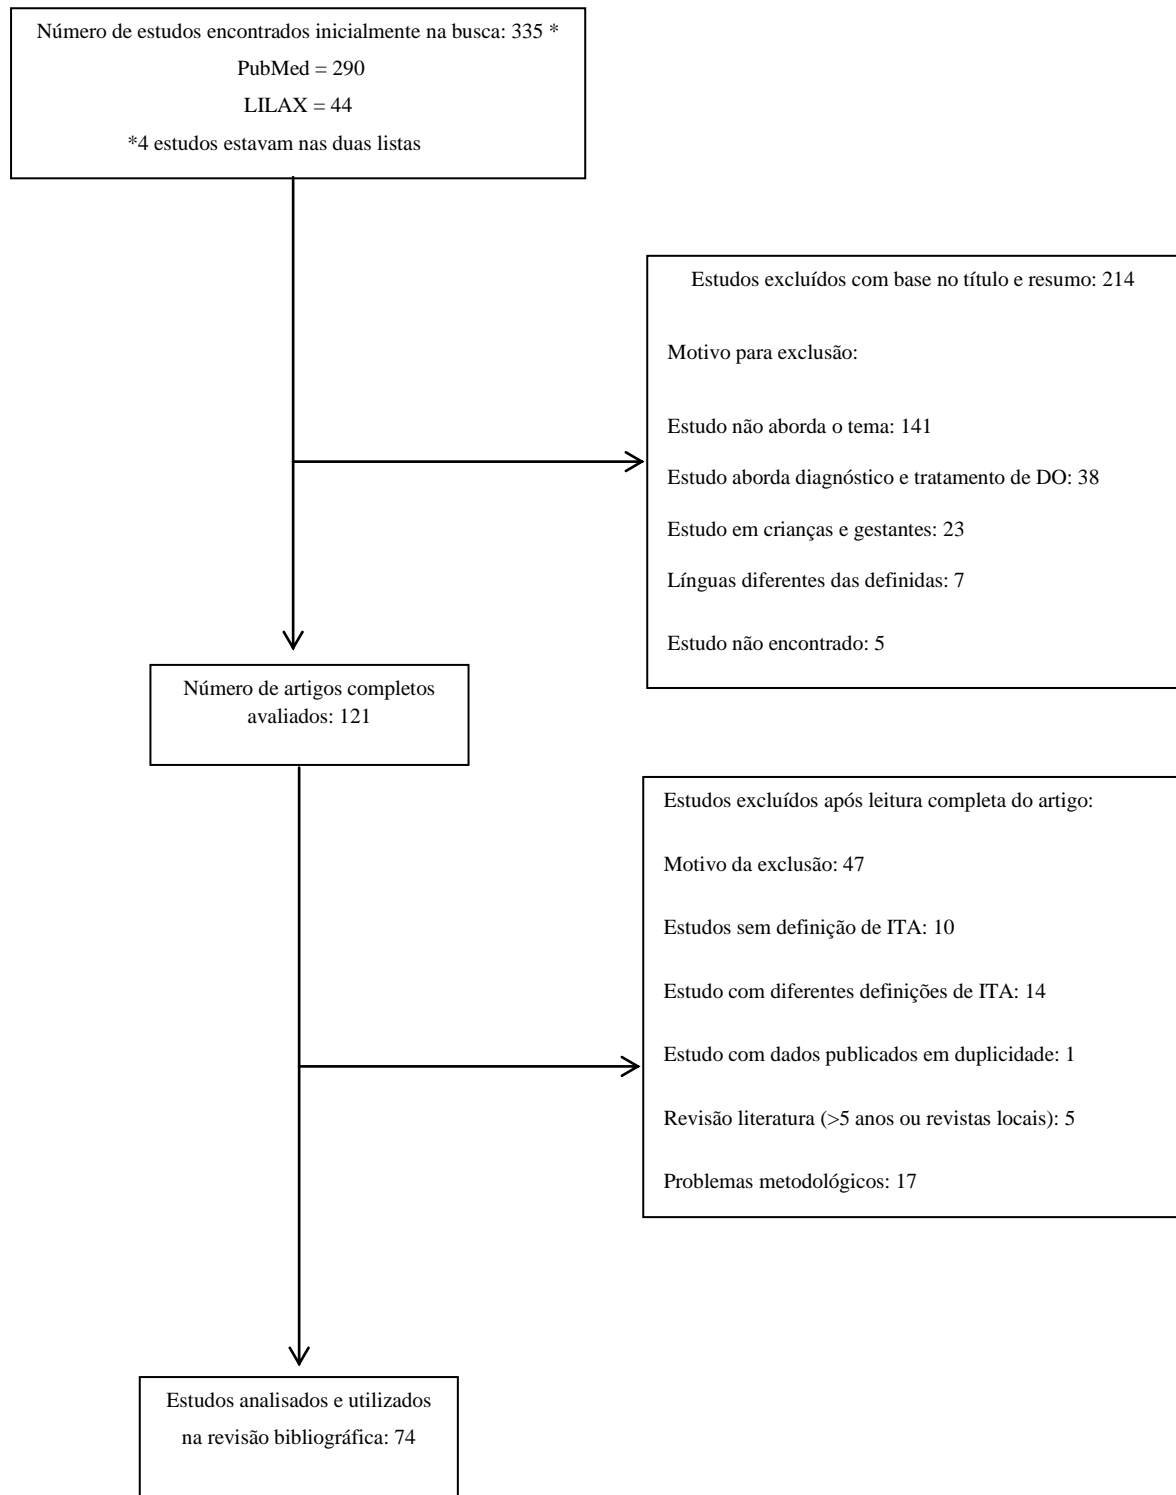 Número de estudos encontrados inicialmente na busca: 335 *
PubMed = 290
LILAX = 44
*4 estudos estavam nas duas listas
Estudos excluídos com base no título e resumo: 214
Motivo para exclusão:
Estudo não aborda o tema: 141
Estudo aborda diagnóstico e tratamento de DO: 38
Estudo em crianças e gestantes: 23
Línguas diferentes das definidas: 7
Estudo não encontrado: 5
Número de artigos completos
avaliados: 121
Estudos excluídos após leitura completa do artigo:
Motivo da exclusão: 47
Estudos sem definição de ITA: 10
Estudo com diferentes definições de ITA: 14
Estudo com dados publicados em duplicidade: 1
Revisão literatura (>5 anos ou revistas locais): 5
Problemas metodológicos: 17
Estudos analisados e utilizados
na revisão bibliográfica: 74